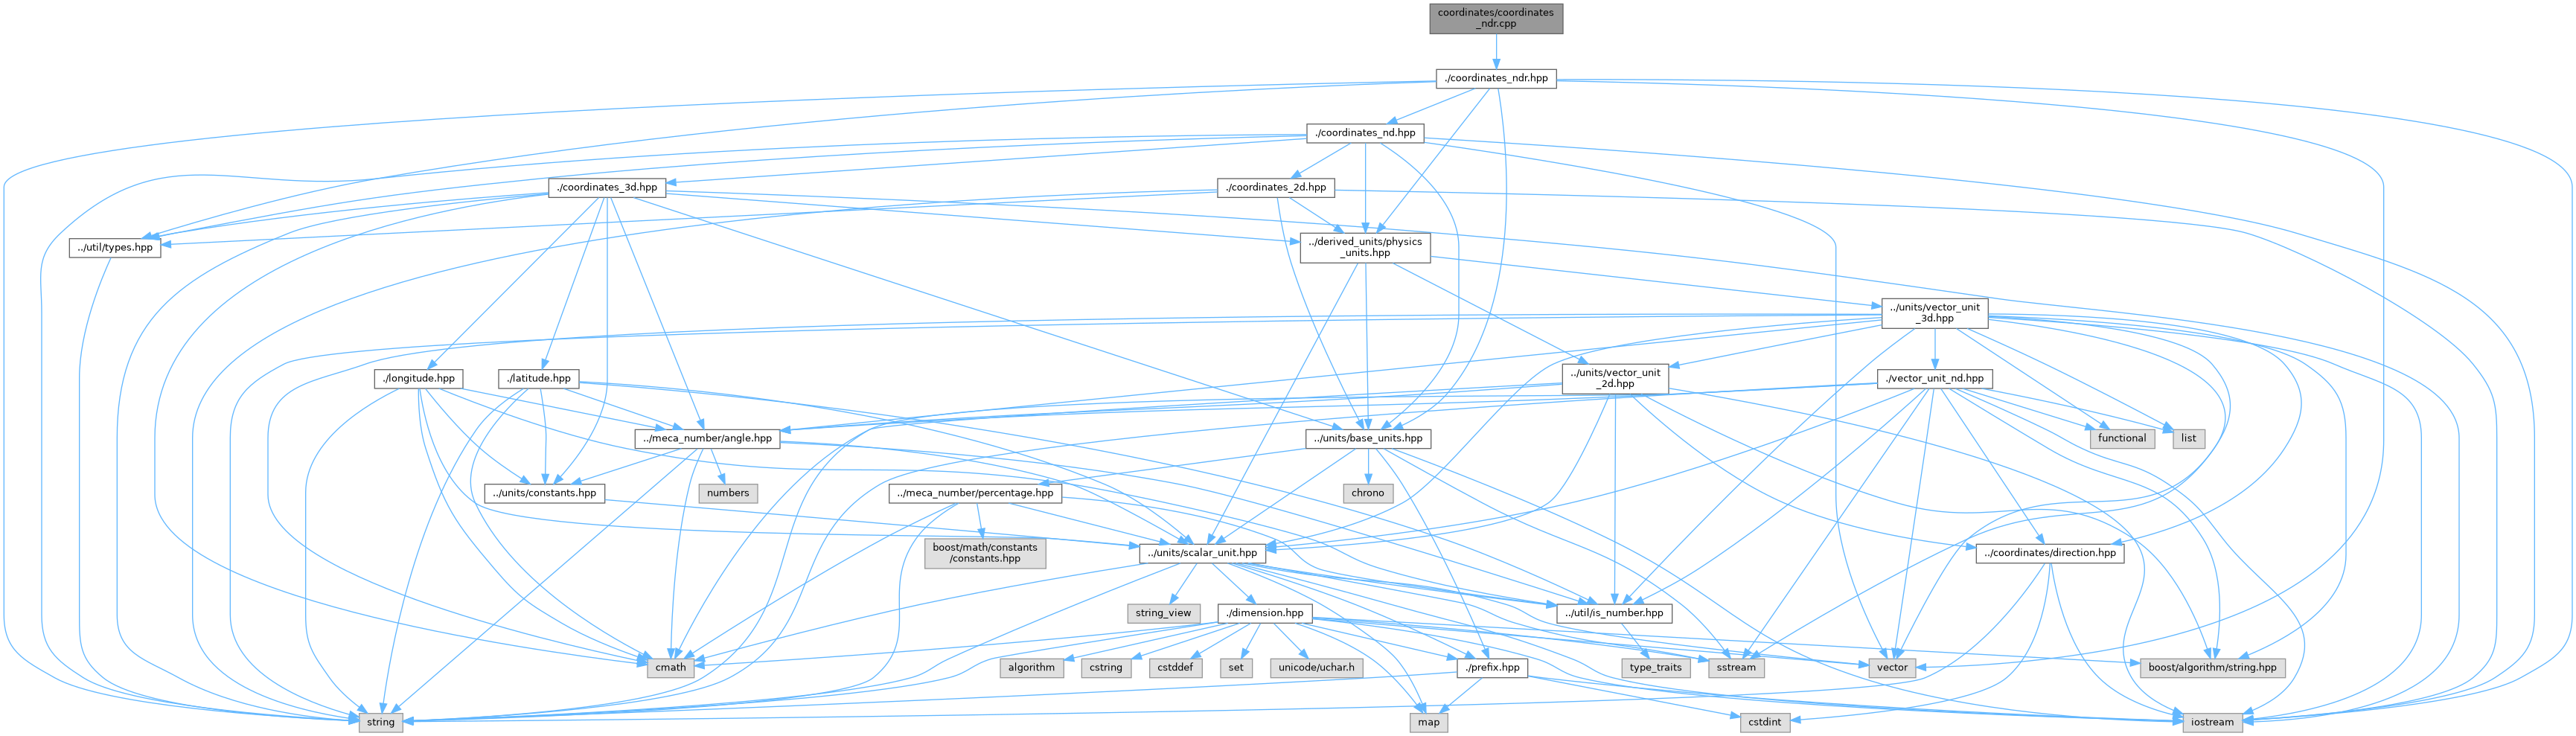 coordinates/coordinates
_ndr.cpp
./coordinates_ndr.hpp
./coordinates_nd.hpp
./coordinates_3d.hpp
./coordinates_2d.hpp
../util/types.hpp
../derived_units/physics
_units.hpp
../units/vector_unit
_3d.hpp
./longitude.hpp
./latitude.hpp
../units/vector_unit
_2d.hpp
./vector_unit_nd.hpp
../meca_number/angle.hpp
../units/base_units.hpp
functional
list
../units/constants.hpp
numbers
../meca_number/percentage.hpp
chrono
boost/math/constants
/constants.hpp
../units/scalar_unit.hpp
../coordinates/direction.hpp
string_view
./dimension.hpp
../util/is_number.hpp
cmath
algorithm
cstring
cstddef
set
unicode/uchar.h
./prefix.hpp
type_traits
sstream
vector
boost/algorithm/string.hpp
string
map
cstdint
iostream